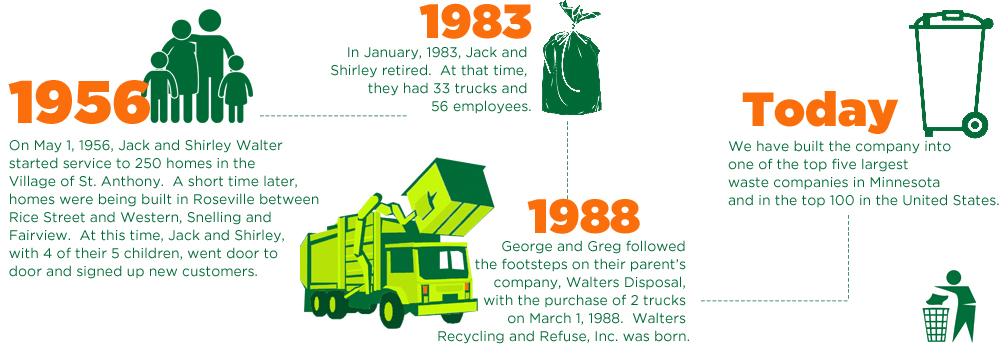 1956
On May 1, 1956, Jack and Shirley Walter
started service to 250 homes in the
Village of St. Anthony. A short time later,
homes were being built in Roseville between
Rice Street and Western, Snelling and
Fairview. At this time, Jack and Shirley,
with 4 of their 5 children, went door to
door and signed up new customers.
1983
In January, 1983, Jack and
Shirley retired. At that time,
they had 33 trucks and
56 employees.
1988
George and Greg followed
the footsteps on their parent's
company, Walters Disposal,
with the purchase of 2 trucks
on March 1, 1988. Walters
Recycling and Refuse, Inc. was born.
Today
We have built the company into
one of the top five largest
waste companies in Minnesota
and in the top 100 in the United States.